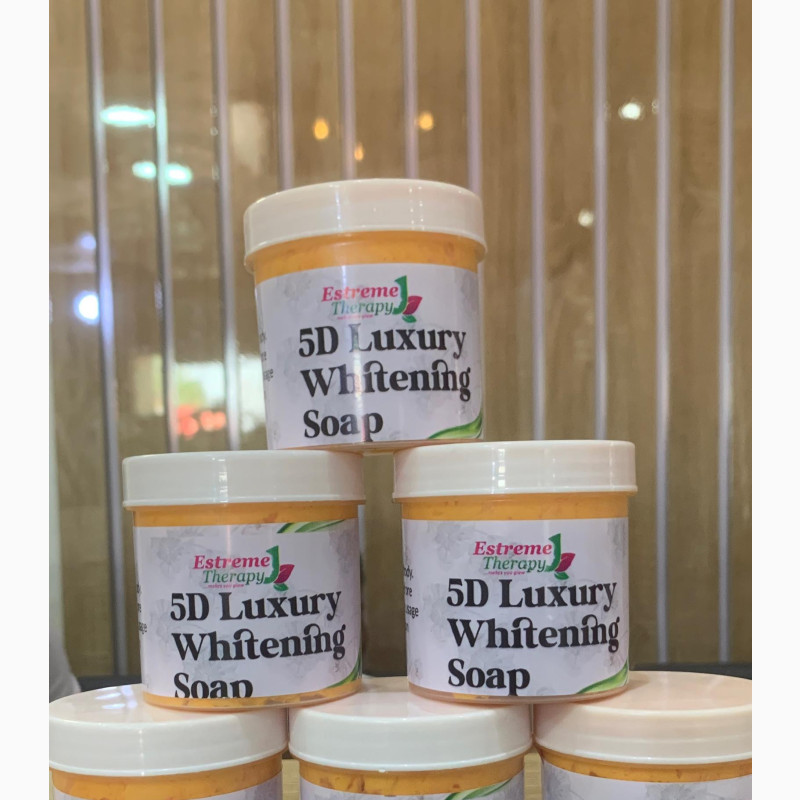 Estreme
Therapy
5D Luxury
Whitening
Soap
Estreme
Therapy
5D Luxury
Whitening
Soap
Estreme
Therapy
5D Luxury
Whitening
Soap